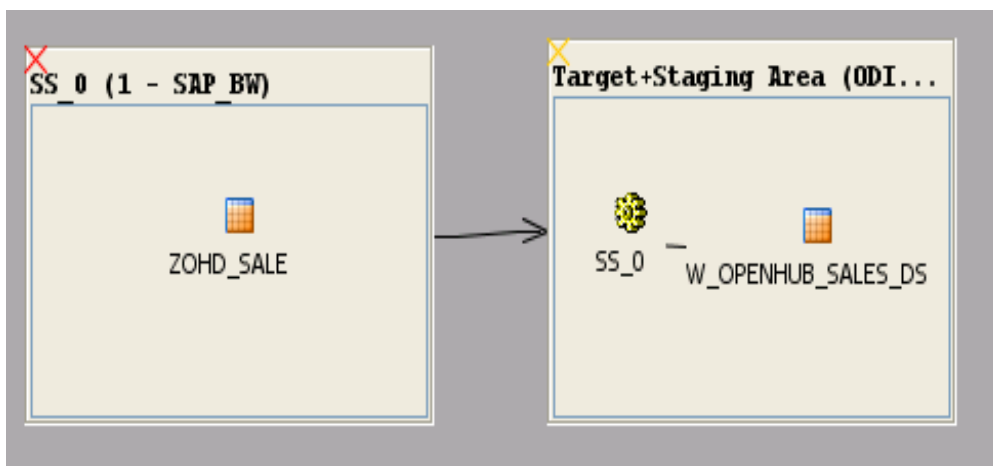 SS_0 (1 - SAP_BW)
ZOHD_SALE
Target+Staging Area (ODI...
SS_0
W_OPENHUB_SALES_DS